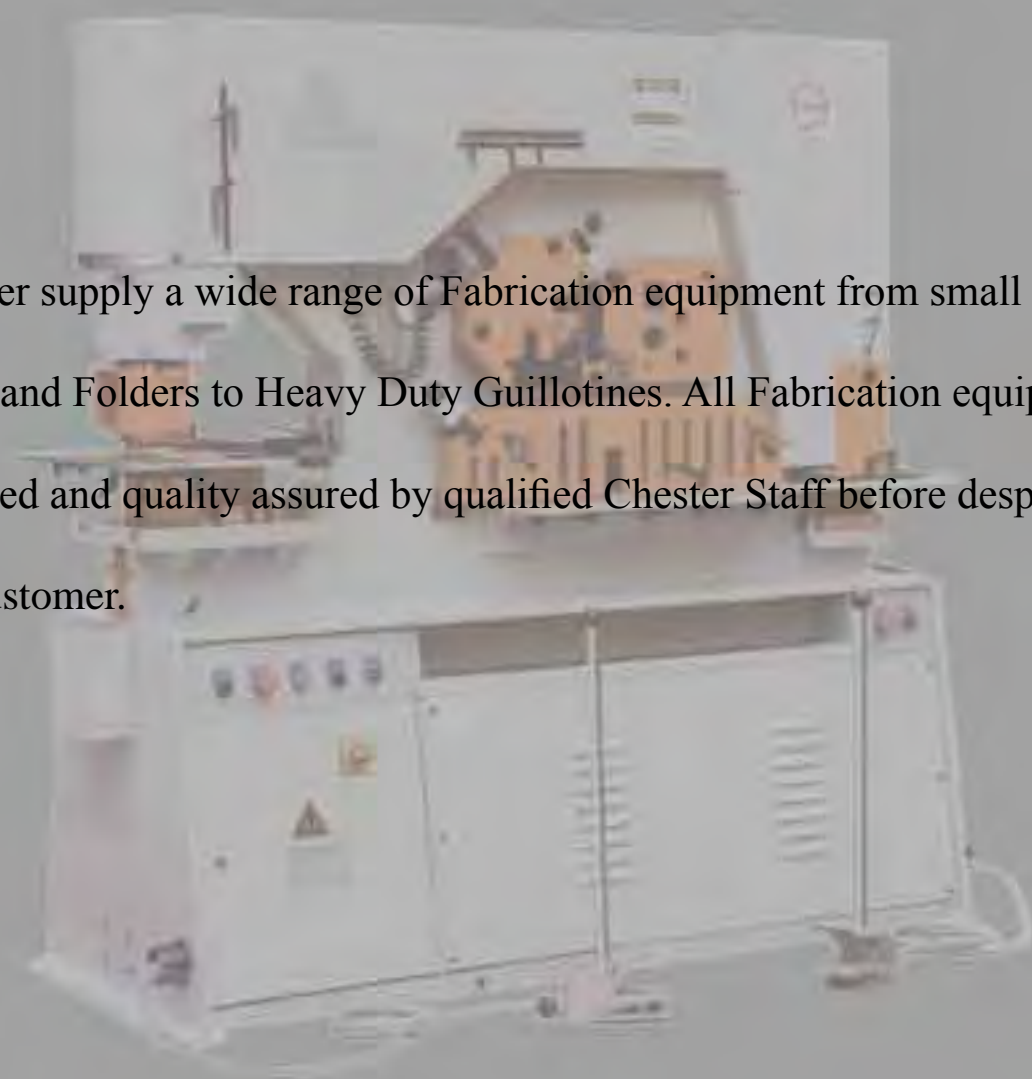 er supply a wide range of Fabrication equipment from small
and Folders to Heavy Duty Guillotines. All Fabrication equip
ed and quality assured by qualified Chester Staff before desp
ustomer.